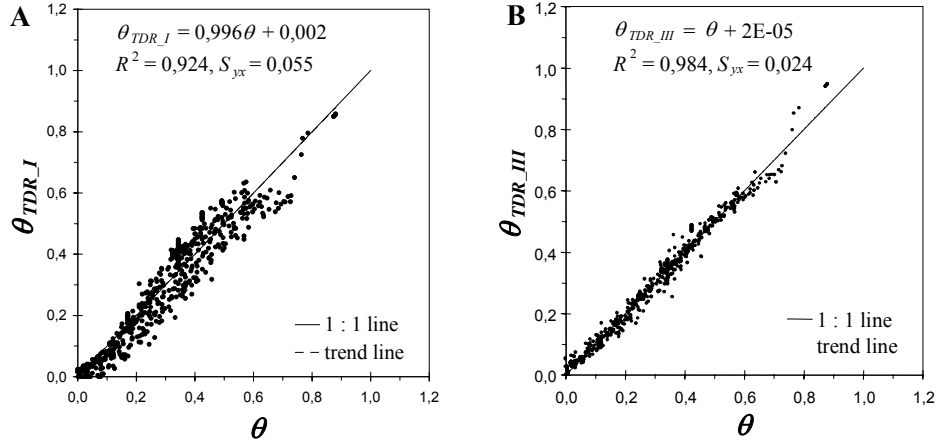 A
θTDR_I = 0,996θ + 0,002
R² = 0,924, Syx = 0,055
1,2
1,0
0,8
0,6
0,4
0,2
0,0
θTDR_I
1 : 1 line
trend line
0,0 0,2 0,4 0,6 0,8 1,0 1,2
θ
B
θTDR_III = θ + 2E-05
R² = 0,984, Syx = 0,024
1,2
1,0
0,8
0,6
0,4
0,2
0,0
θTDR_III
1 : 1 line
trend line
0,0 0,2 0,4 0,6 0,8 1,0 1,2
θ